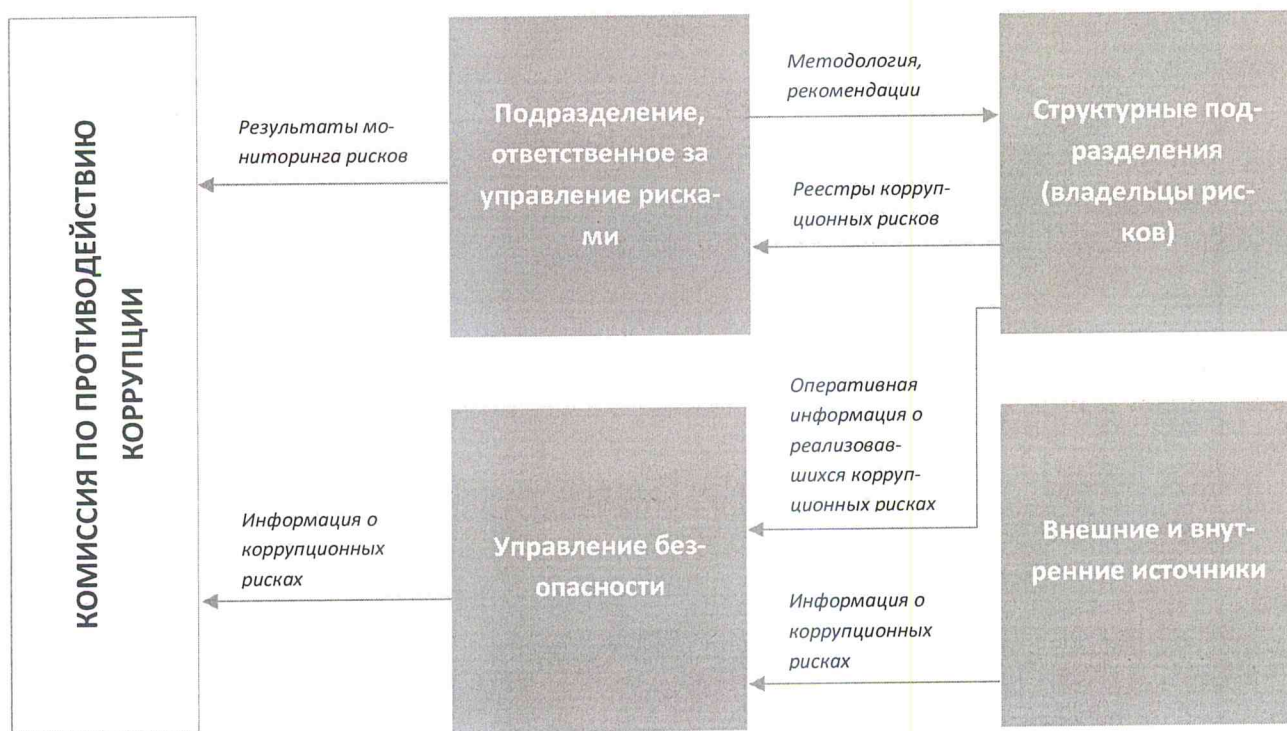 КОМИССИЯ ПО ПРОТИВОДЕЙСТВИЮ
КОРРУПЦИИ
Результаты мо-
ниторинга рисков
Подразделение,
ответственное за
управление риска-
ми
Методология,
рекомендации
Реестры корруп-
ционных рисков
Структурные под-
разделения
(владельцы рис-
ков)
Информация о
коррупционных
рисках
Управление без-
опасности
Оперативная
информация о
реализовав-
шихся корруп-
ционных рисках
Информация о
коррупционных
рисках
Внешние и внут-
ренние источники